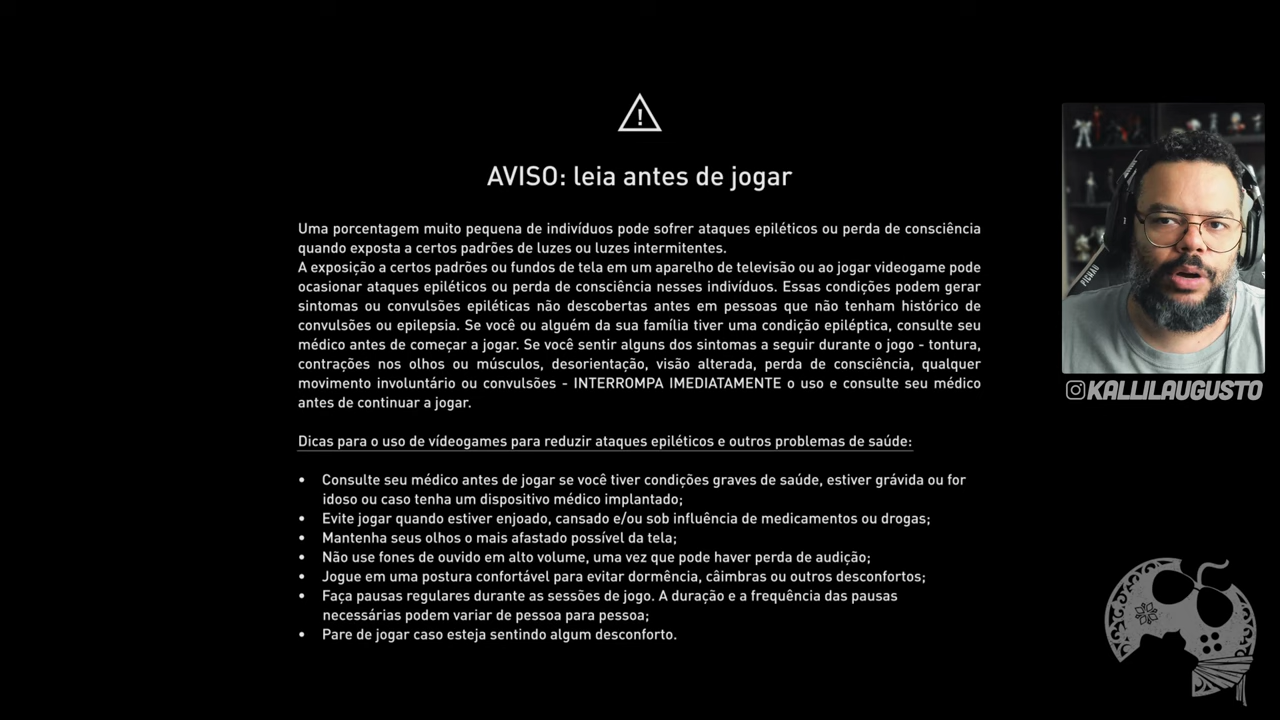 AVISO: leia antes de jogar
Uma porcentagem muito pequena de indivíduos pode sofrer ataques epiléticos ou perda de consciência
quando exposta a certos padrões de luzes ou luzes intermitentes.
A exposição a certos padrões ou fundos de tela em um aparelho de televisão ou ao jogar videogame pode
ocasionar ataques epiléticos ou perda de consciência nesses indivíduos. Essas condições podem gerar
sintomas ou convulsões epiléticas não descobertas antes em pessoas que não tenham histórico de
convulsões ou epilepsia. Se você ou alguém da sua família tiver uma condição epiléptica, consulte seu
médico antes de começar a jogar. Se você sentir alguns dos sintomas a seguir durante o jogo - tontura,
contrações nos olhos ou músculos, desorientação, visão alterada, perda de consciência, qualquer
movimento involuntário ou convulsões - INTERROMPA IMEDIATAMENTE o uso e consulte seu médico
antes de continuar a jogar.
Dicas para o uso de vídeogames para reduzir ataques epiléticos e outros problemas de saúde:
• Consulte seu médico antes de jogar se você tiver condições graves de saúde, estiver grávida ou for
idoso ou caso tenha um dispositivo médico implantado;
• Evite jogar quando estiver enjoado, cansado e/ou sob influência de medicamentos ou drogas;
• Mantenha seus olhos o mais afastado possível da tela;
• Não use fones de ouvido em alto volume, uma vez que pode haver perda de audição;
• Jogue em uma postura confortável para evitar dormência, câimbras ou outros desconfortos;
• Faça pausas regulares durante as sessões de jogo. A duração e a frequência das pausas
necessárias podem variar de pessoa para pessoa;
• Pare de jogar caso esteja sentindo algum desconforto.
PICHAU
KALLILAUGUSTO